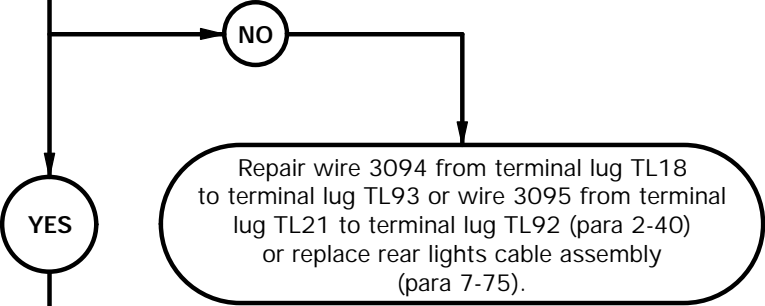 NO
YES
Repair wire 3094 from terminal lug TL18
to terminal lug TL93 or wire 3095 from terminal
lug TL21 to terminal lug TL92 (para 2-40)
or replace rear lights cable assembly
(para 7-75).